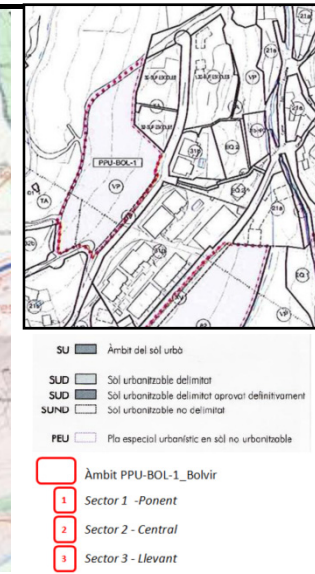 PPU-BOL-1
VP
VP
TA
SU Àmbit del sòl urbà
SUD Sòl urbanitzable delimitat
SUD Sòl urbanitzable delimitat aprovat definitivament
SUND Sòl urbanitzable no delimitat
PEU Pla especial urbanístic en sòl no urbanitzable
Àmbit PPU-BOL-1_Bolvir
1 Sector 1 -Ponent
2 Sector 2 - Central
3 Sector 3 - Llevant